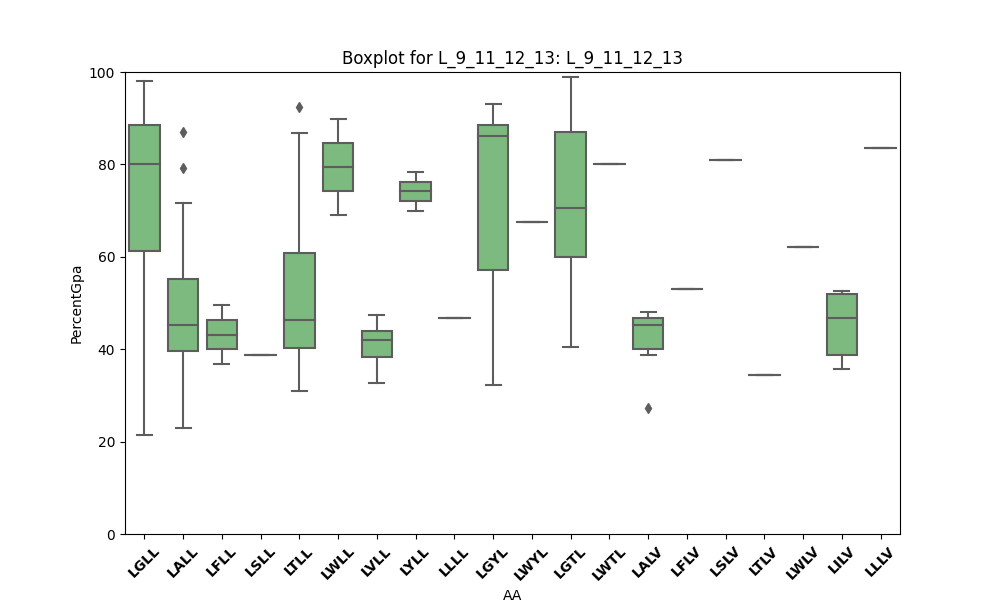 Boxplot for L_9_11_12_13: L_9_11_12_13
PercentGpa
100
80
60
40
20
0
LGLL LALL LFLL LSLL LTLL LWLL LVLL LYLL LLLL LGYL LWYL LGTL LWTL LALV LFLV LSLV LTLV LWLV LILV LLLV
AA